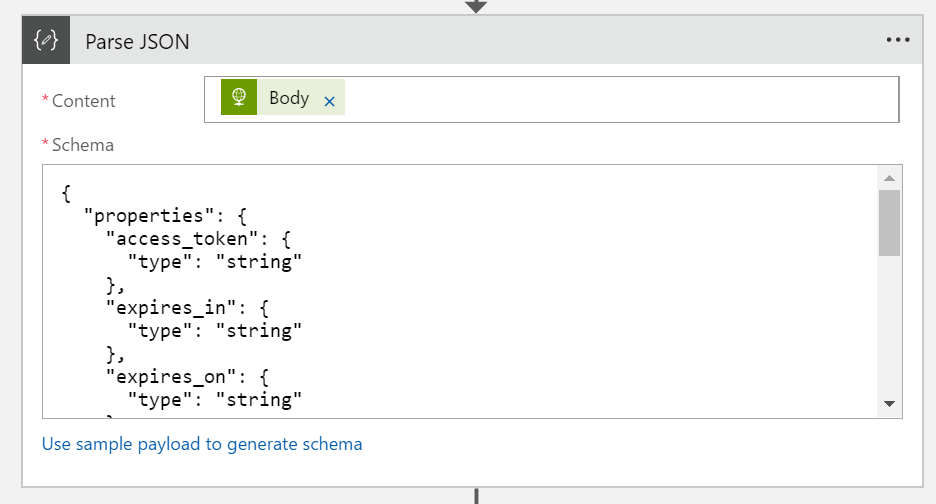 Parse JSON
* Content
Body ×
* Schema
{
  "properties": {
    "access_token": {
      "type": "string"
    },
    "expires_in": {
      "type": "string"
    },
    "expires_on": {
      "type": "string"
Use sample payload to generate schema